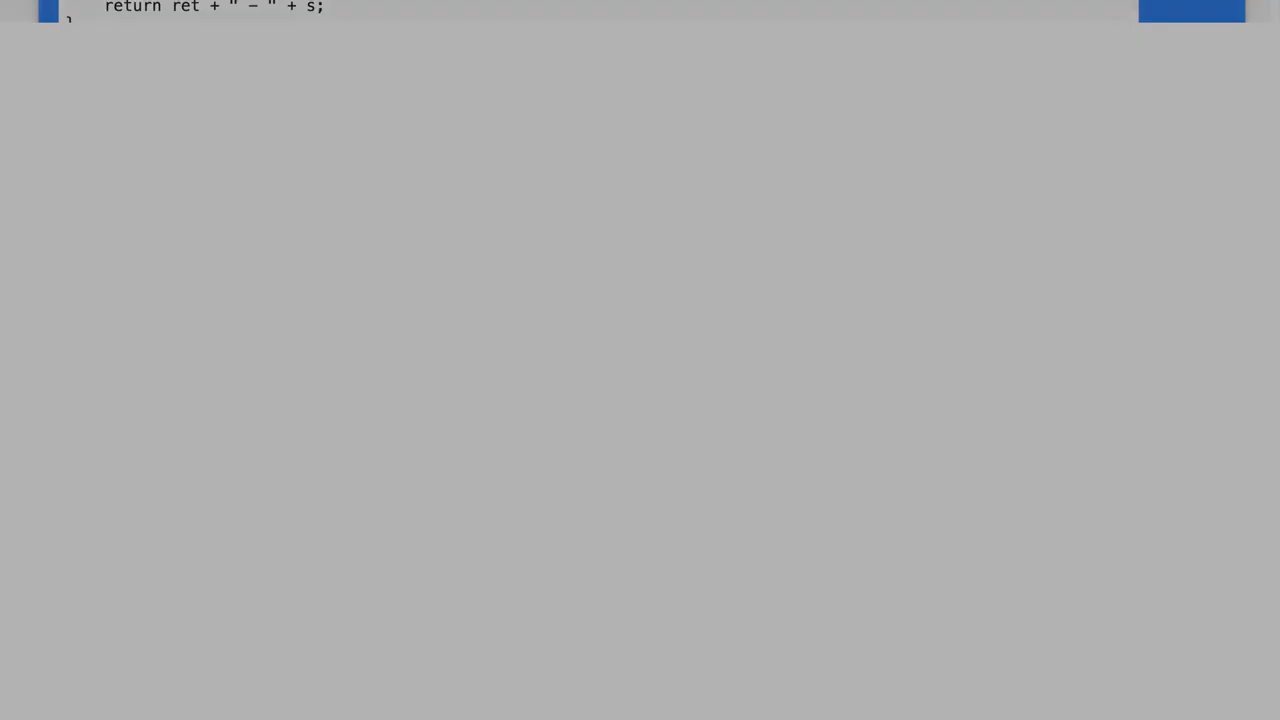 return ret + " – " + s;
}